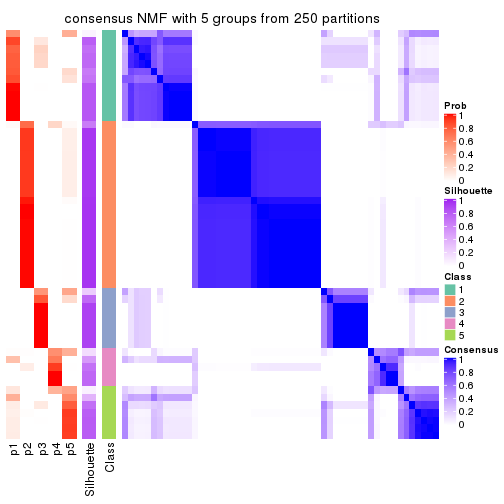 consensus NMF with 5 groups from 250 partitions
Prob
1
0.8
0.6
0.4
0.2
0
Silhouette
1
0.8
0.6
0.4
0.2
0
Class
1
2
3
4
5
Consensus
1
0.8
0.6
0.4
0.2
0
p1
p2
p3
p4
p5
Silhouette
Class